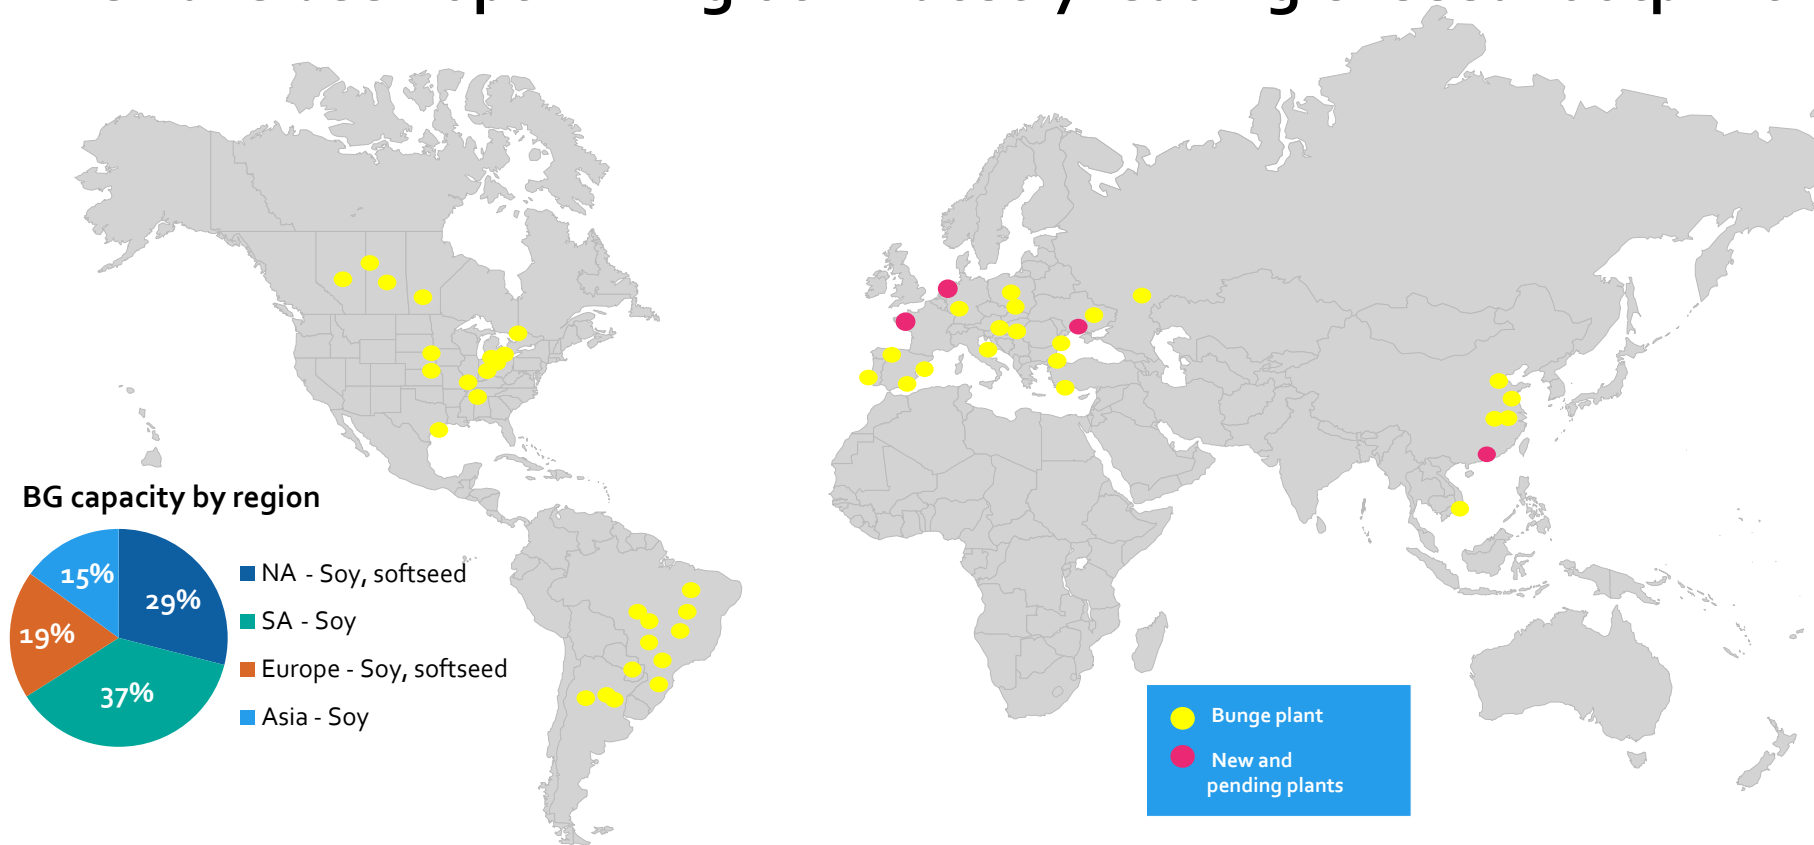 BG capacity by region
15%
29%
19%
37%
NA - Soy, softseed
SA - Soy
Europe - Soy, softseed
Asia - Soy
Bunge plant
New and
pending plants